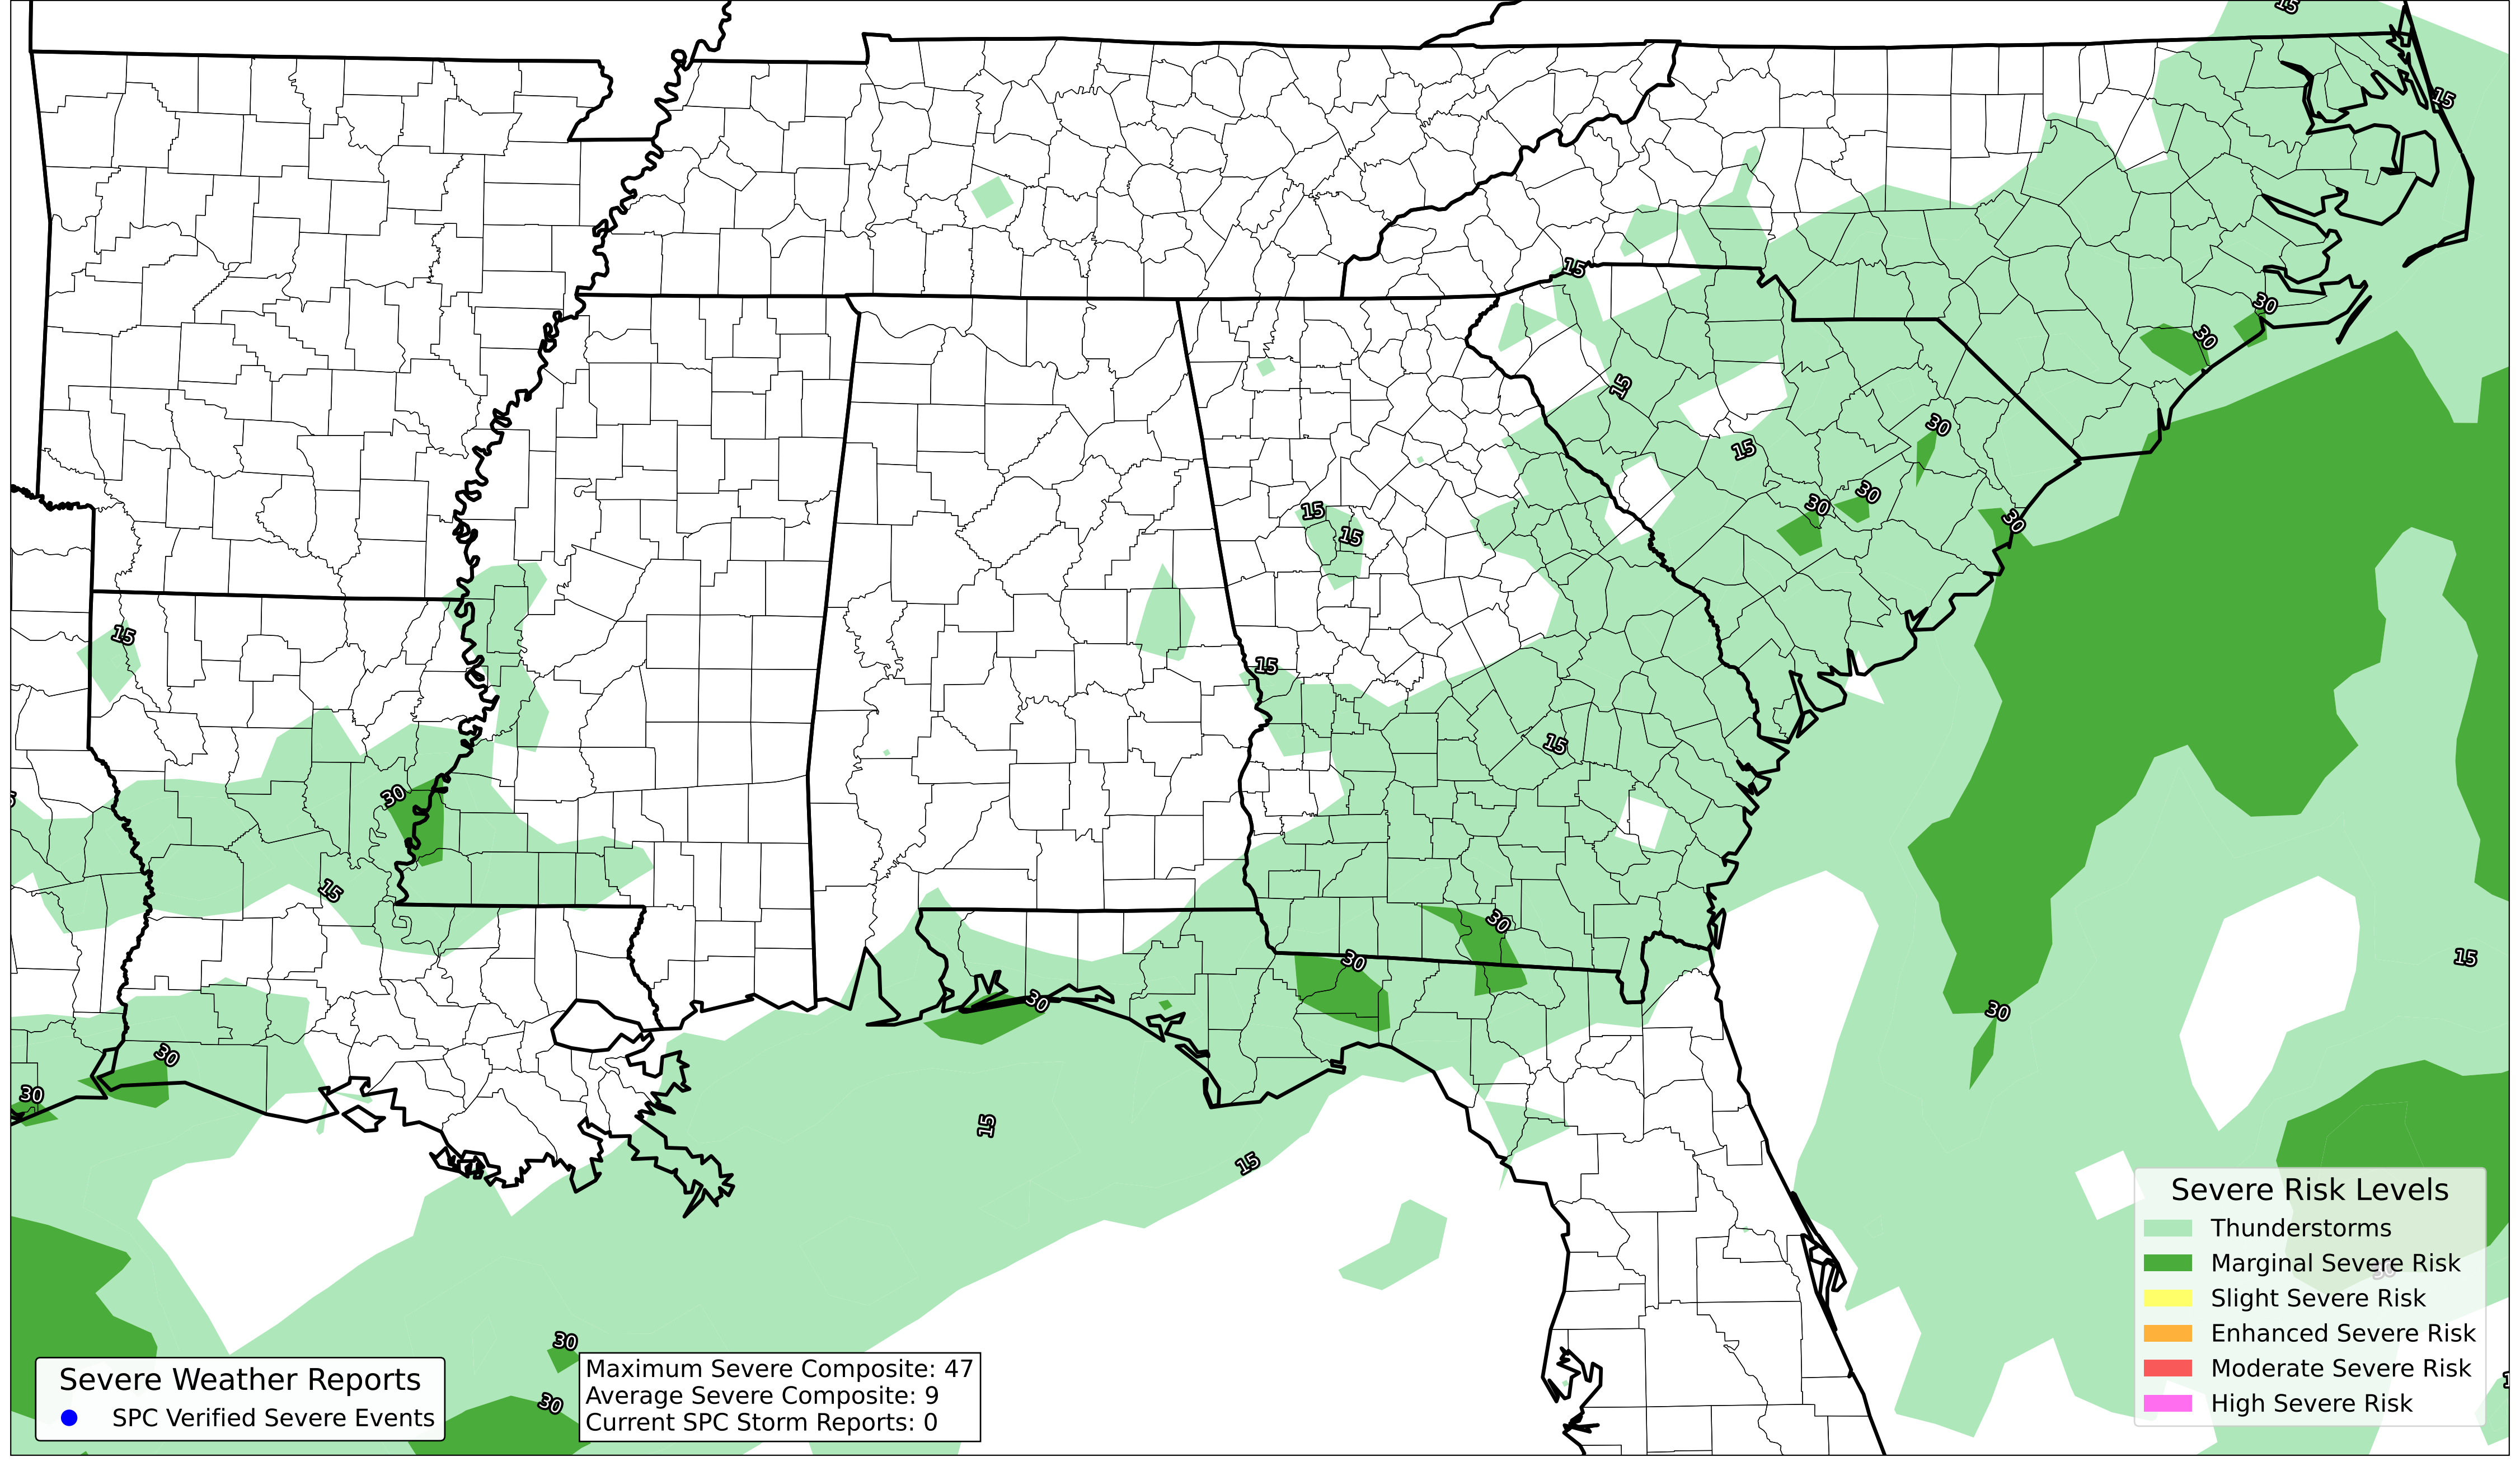 15
15
15
30
30
15
30
15
30
30
15
30
15
15
15
15
30
15
15
30
15
30
30
30
30
30
30
15
15
30
30
Severe Weather Reports
SPC Verified Severe Events
Maximum Severe Composite: 47
Average Severe Composite: 9
Current SPC Storm Reports: 0
Severe Risk Levels
Thunderstorms
Marginal Severe Risk
Slight Severe Risk
Enhanced Severe Risk
Moderate Severe Risk
High Severe Risk